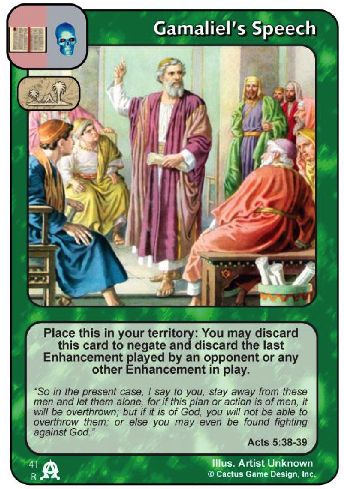 Gamaliel's Speech
Place this in your territory: You may discard
this card to negate and discard the last
Enhancement played by an opponent or any
other Enhancement in play.
"So in the present case, I say to you, stay away from these
men and let them alone, for if this plan or action is of men, it
will be overthrown; but if it is of God, you will not be able to
overthrow them; or else you may even be found fighting
against God."
Acts 5:38-39
41
R
Illus. Artist Unknown
© Cactus Game Design, Inc.